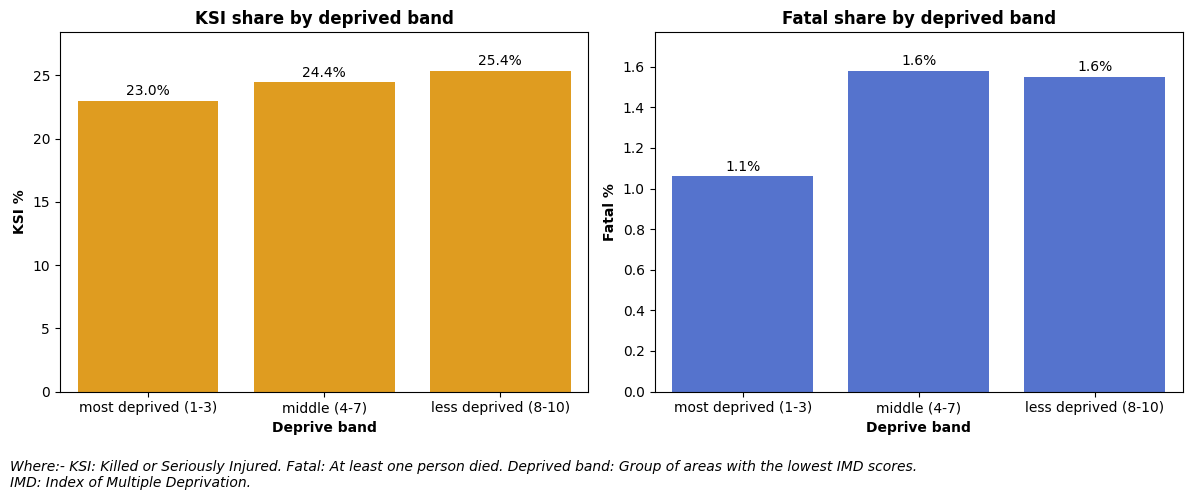 KSI share by deprived band
KSI %
25
20
15
10
5
0
23.0%
24.4%
25.4%
most deprived (1-3)
middle (4-7)
less deprived (8-10)
Deprive band
Fatal share by deprived band
Fatal %
1.6
1.4
1.2
1.0
0.8
0.6
0.4
0.2
0.0
1.1%
1.6%
1.6%
most deprived (1-3)
middle (4-7)
less deprived (8-10)
Deprive band
Where:- KSI: Killed or Seriously Injured. Fatal: At least one person died. Deprived band: Group of areas with the lowest IMD scores.
IMD: Index of Multiple Deprivation.